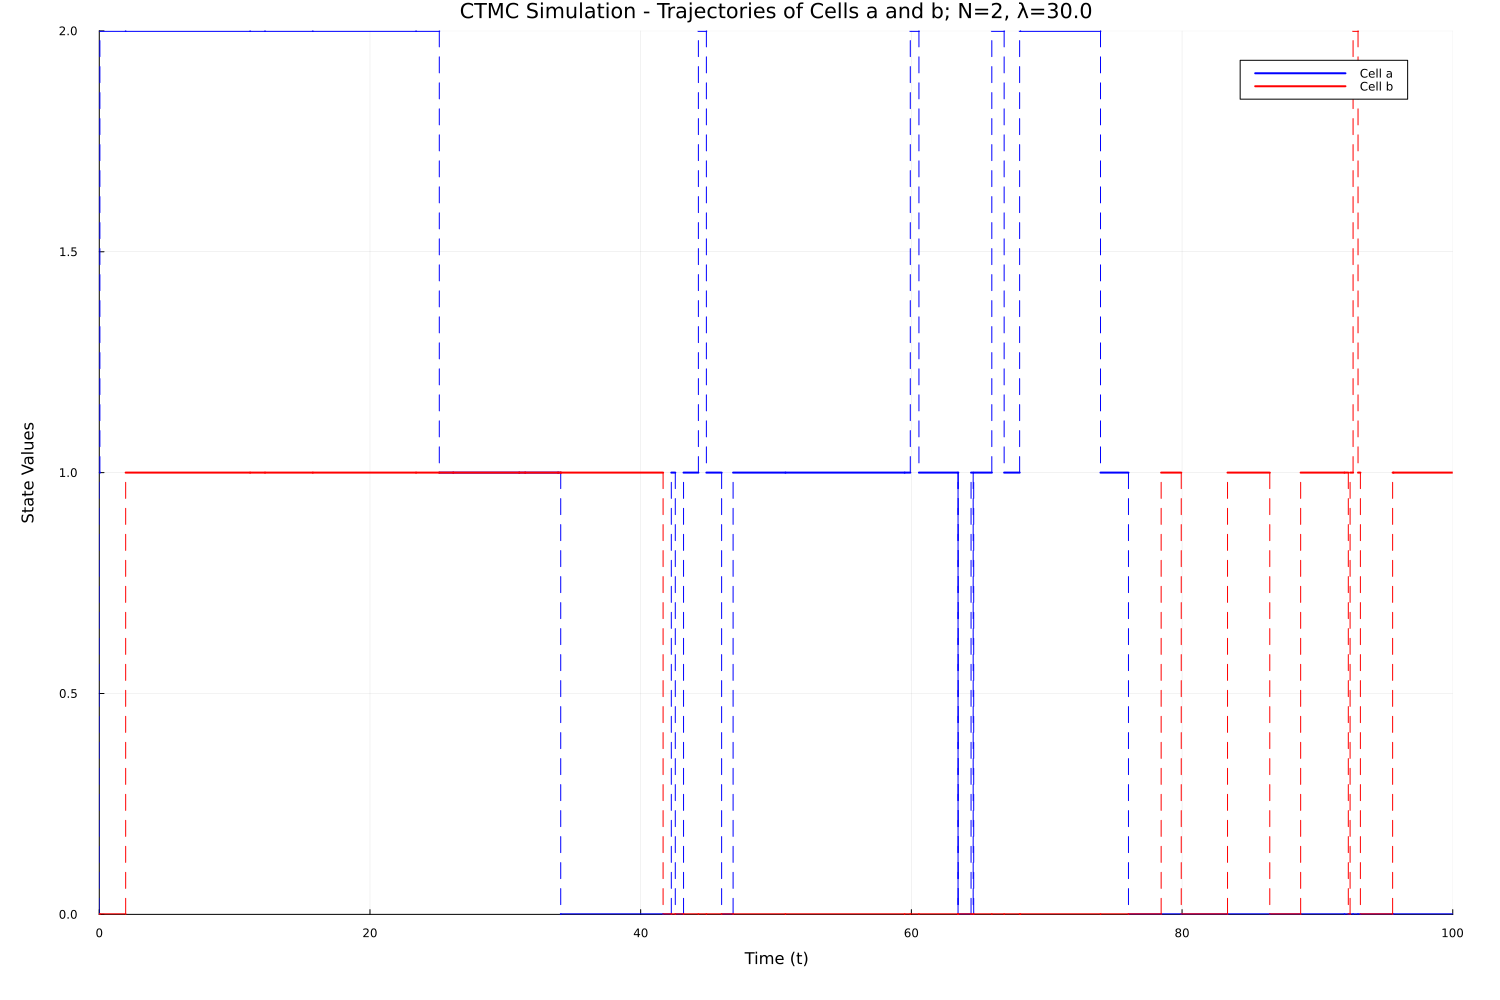 CTMC Simulation - Trajectories of Cells a and b; N=2, λ=30.0
2.0
Cell a
Cell b
1.5
State Values
1.0
0.5
0.0
0 20 40 60 80 100
Time (t)